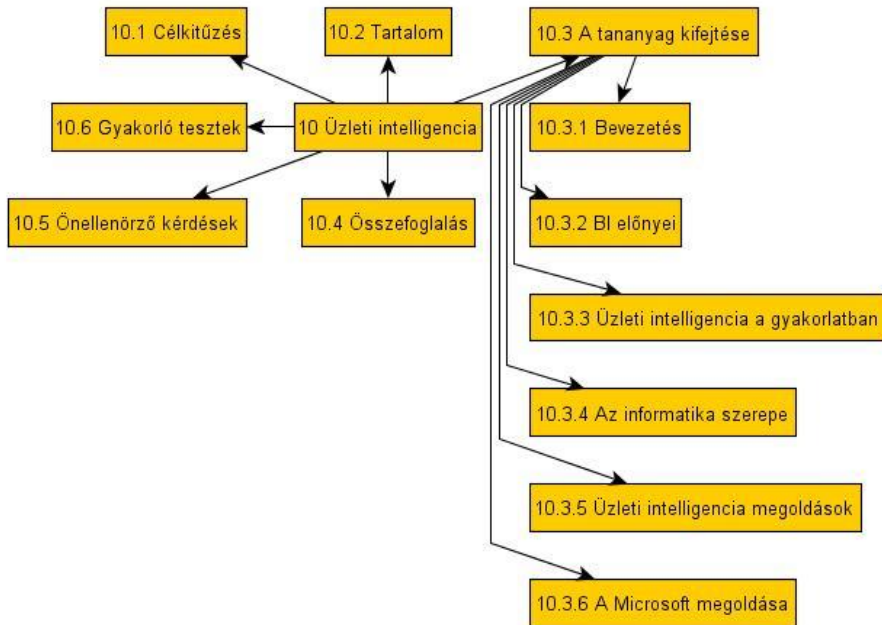 10.1 Célkitűzés
10.2 Tartalom
10.3 A tananyag kifejtése
10.6 Gyakorló tesztek
10 Üzleti intelligencia
10.3.1 Bevezetés
10.5 Önellenörző kérdések
10.4 Összefoglalás
10.3.2 BI előnyei
10.3.3 Üzleti intelligencia a gyakorlatban
10.3.4 Az informatika szerepe
10.3.5 Üzleti intelligencia megoldások
10.3.6 A Microsoft megoldása